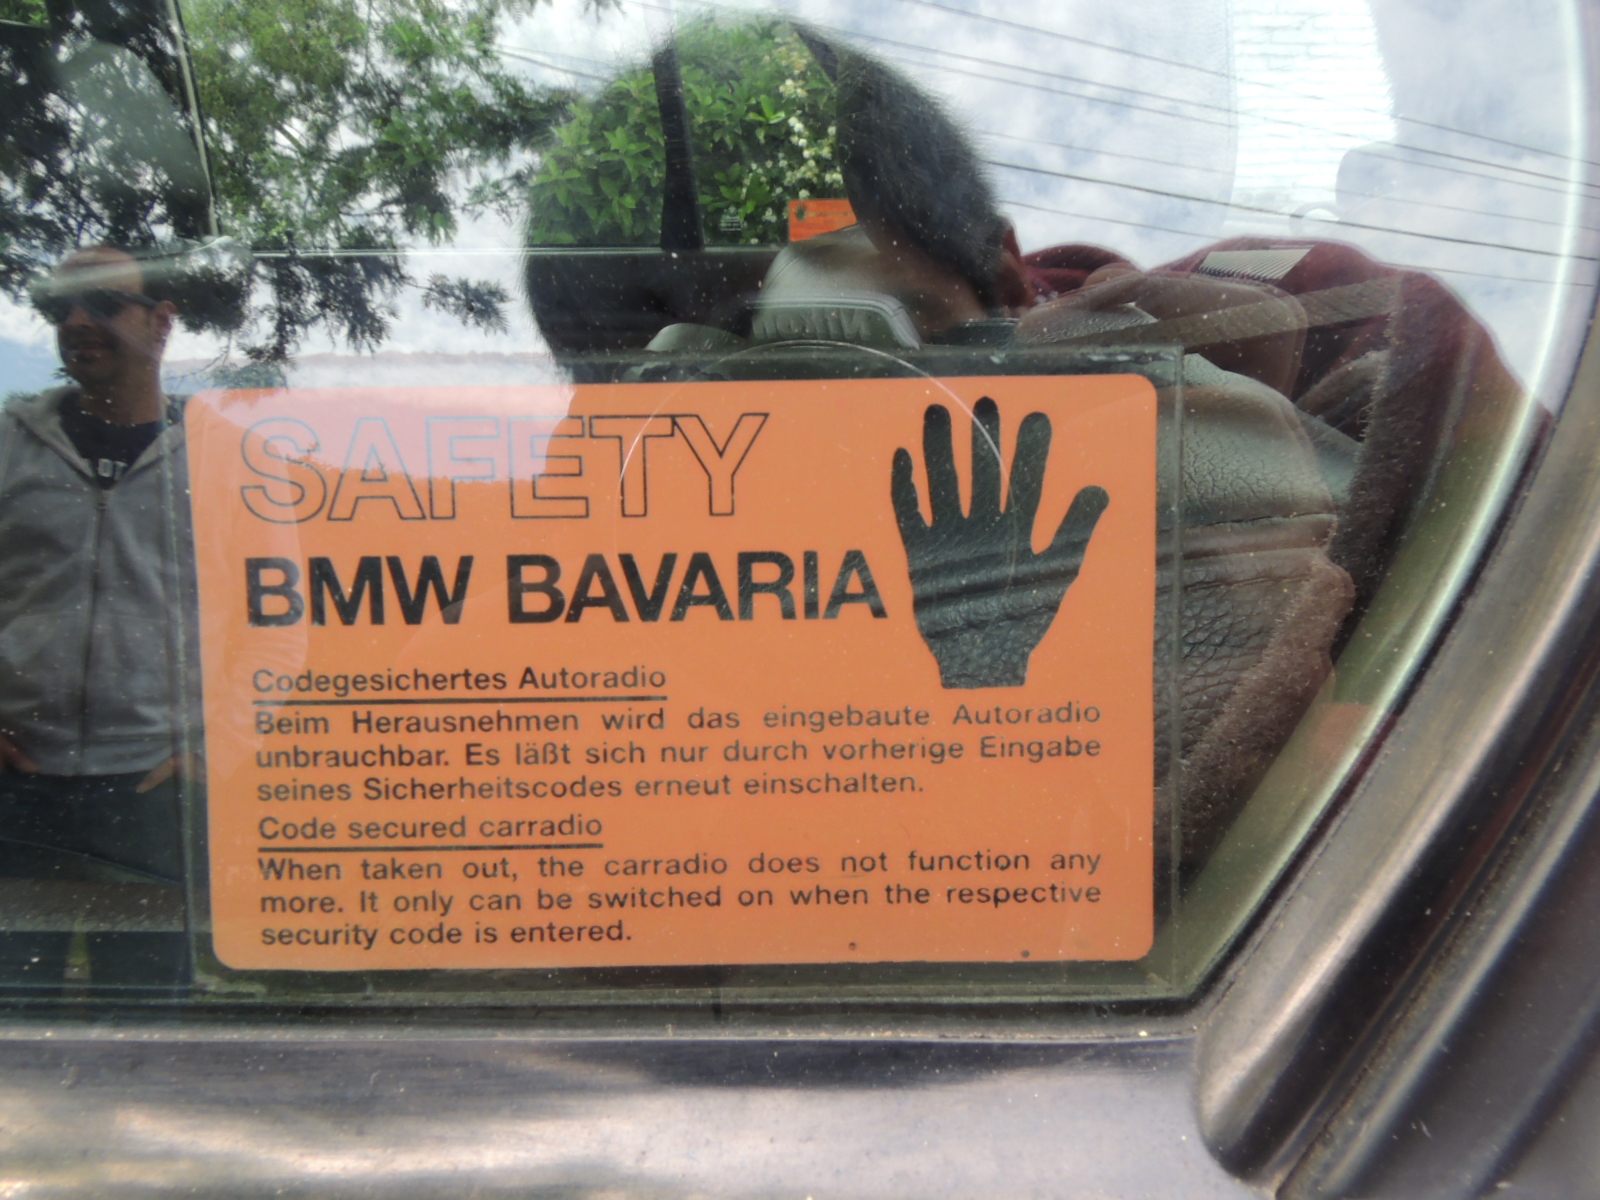 SAFETY
BMW BAVARIA
Codegesichertes Autoradio
Beim Herausnehmen wird das eingebaute Autoradio
unbrauchbar. Es läßt sich nur durch vorherige Eingabe
seines Sicherheitscodes erneut einschalten.
Code secured carradio
When taken out, the carradio does not function any
more. It only can be switched on when the respective
security code is entered.